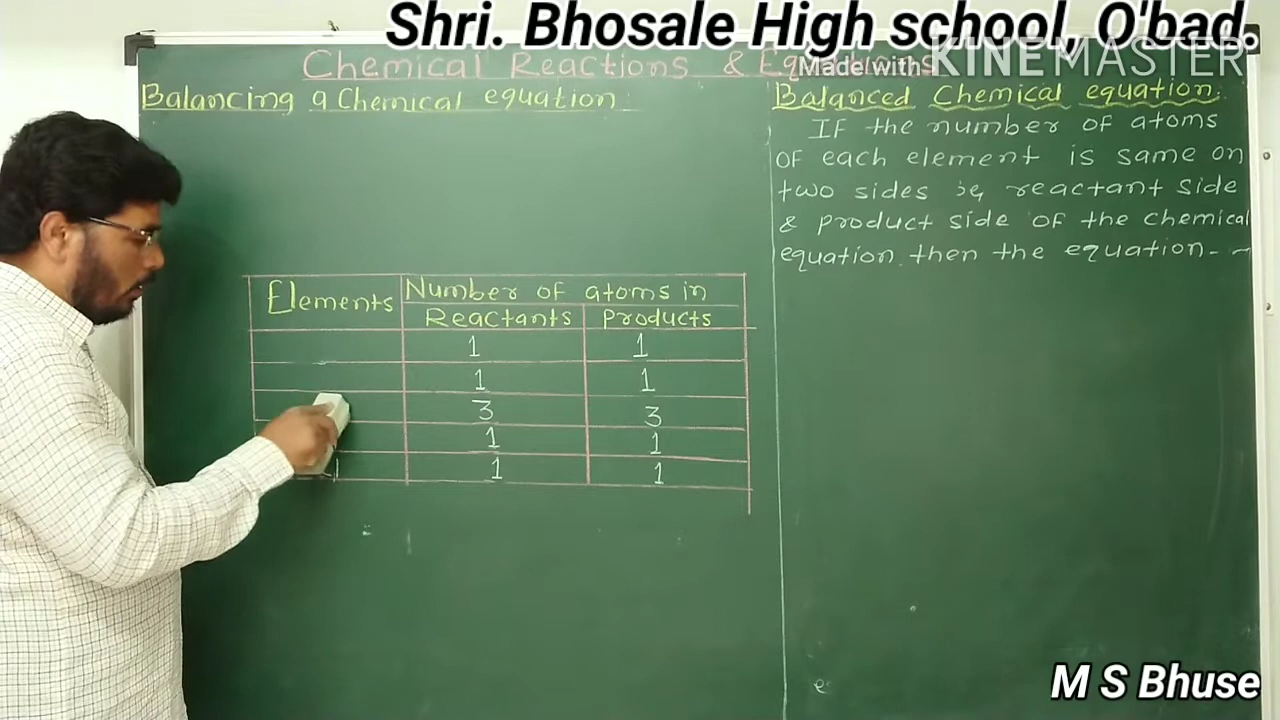 Shri. Bhosale High school, O'bad.
Chemical Reactions & Equations
Made with KINEMASTER
Balancing a Chemical equation
Balanced Chemical equation:
If the number of atoms
of each element is same on
two sides reactant side
& product side of the chemical
equation then the equation -
Elements Number of atoms in
Reactants Products
1 1
1 1
3 3
1 1
1 1
M S Bhuse